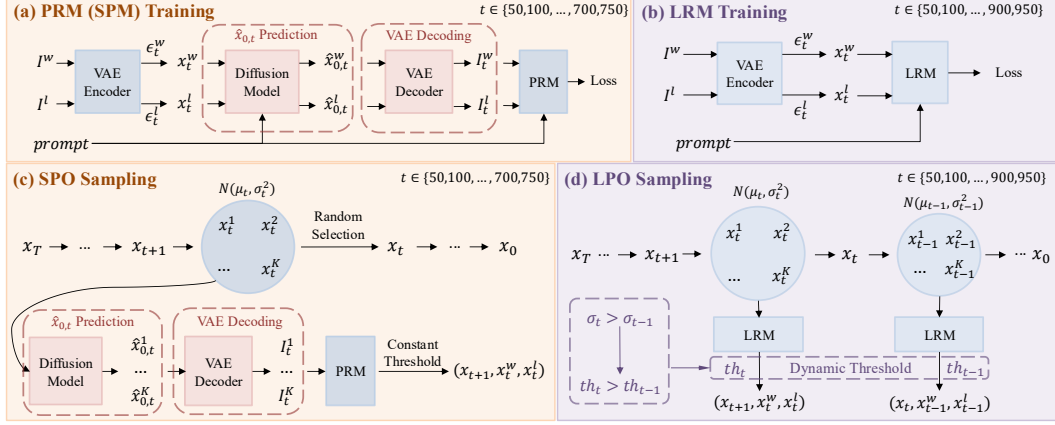 (a) PRM (SPM) Training
t ∈ {50,100, … ,700,750}
x̂₀,ₜ Prediction
VAE Decoding
I^w
I^l
VAE Encoder
ϵ_t^w
ϵ_t^l
x_t^w
x_t^l
Diffusion Model
x̂_{0,t}^w
x̂_{0,t}^l
VAE Decoder
I_t^w
I_t^l
PRM
Loss
prompt
(b) LRM Training
t ∈ {50,100, … ,900,950}
I^w
I^l
VAE Encoder
ϵ_t^w
ϵ_t^l
x_t^w
x_t^l
LRM
Loss
prompt
(c) SPO Sampling
t ∈ {50,100, … ,700,750}
N(μ_t, σ_t^2)
x_T
...
x_{t+1}
x_t^1
x_t^2
...
x_t^K
Random Selection
x_t
...
x_0
x̂_{0,t} Prediction
VAE Decoding
Diffusion Model
x̂_{0,t}^1
...
x̂_{0,t}^K
VAE Decoder
I_t^1
...
I_t^K
PRM
Constant Threshold
(x_{t+1}, x_t^w, x_t^l)
(d) LPO Sampling
t ∈ {50,100, … ,900,950}
N(μ_t, σ_t^2)
N(μ_{t−1}, σ_{t−1}^2)
x_T
...
x_{t+1}
x_t^1
x_t^2
...
x_t^K
x_t
x_{t−1}^1
x_{t−1}^2
...
x_{t−1}^K
...
x_0
σ_t > σ_{t−1}
th_t > th_{t−1}
LRM
LRM
th_t
Dynamic Threshold
th_{t−1}
(x_{t+1}, x_t^w, x_t^l)
(x_t, x_{t−1}^w, x_{t−1}^l)